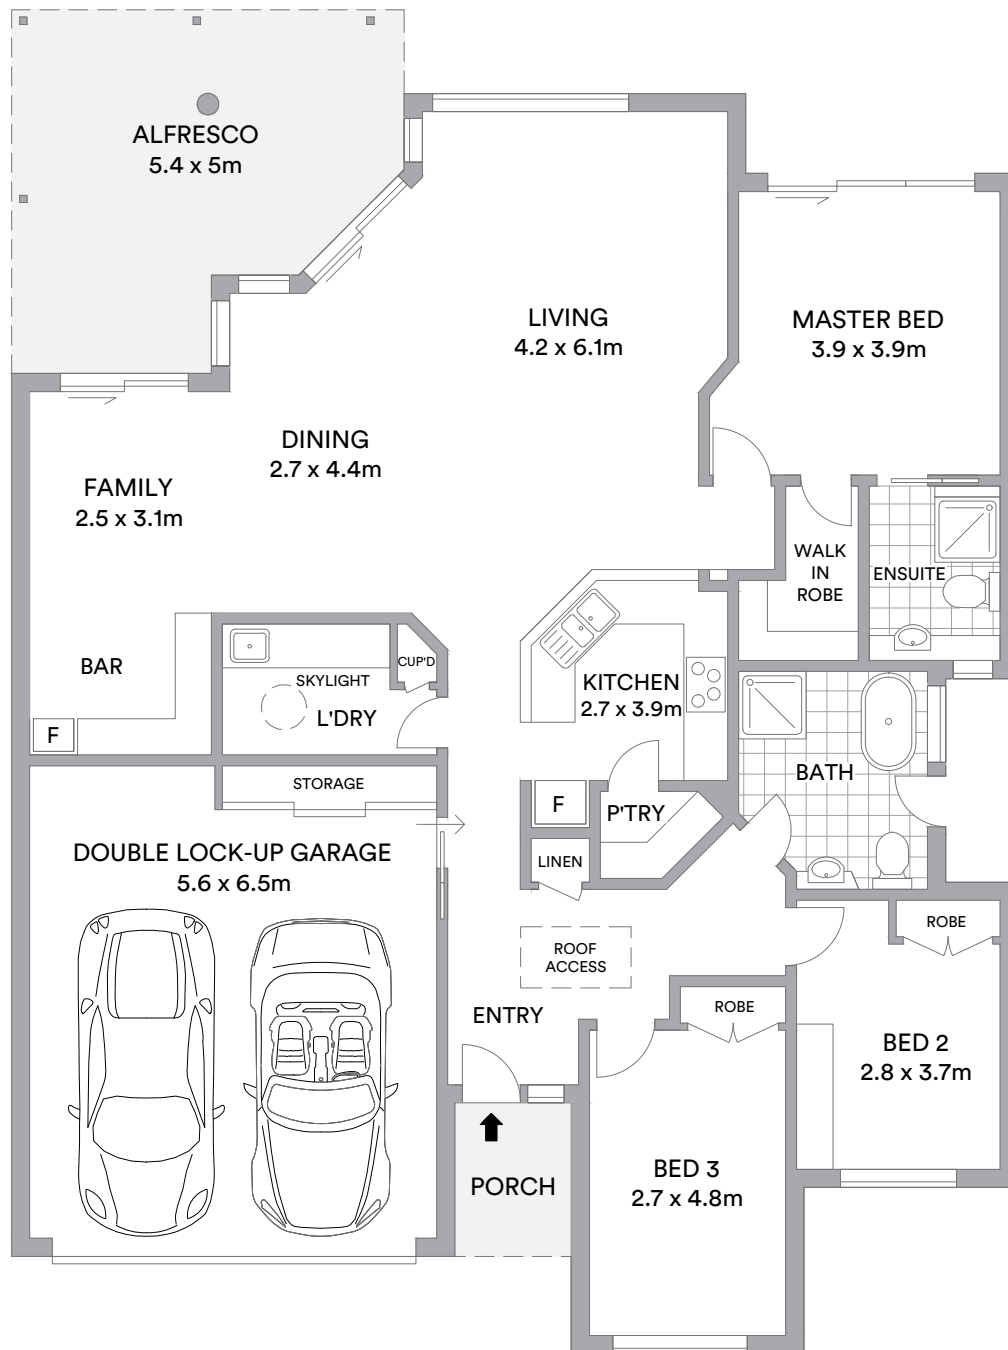 ALFRESCO
5.4 x 5m
LIVING
4.2 x 6.1m
MASTER BED
3.9 x 3.9m
DINING
2.7 x 4.4m
FAMILY
2.5 x 3.1m
WALK
IN
ROBE
ENSUITE
BAR
CUP'D
SKYLIGHT
L'DRY
KITCHEN
2.7 x 3.9m
F
BATH
STORAGE
F
P'TRY
DOUBLE LOCK-UP GARAGE
5.6 x 6.5m
LINEN
ROBE
ROOF
ACCESS
ENTRY
ROBE
BED 2
2.8 x 3.7m
PORCH
BED 3
2.7 x 4.8m